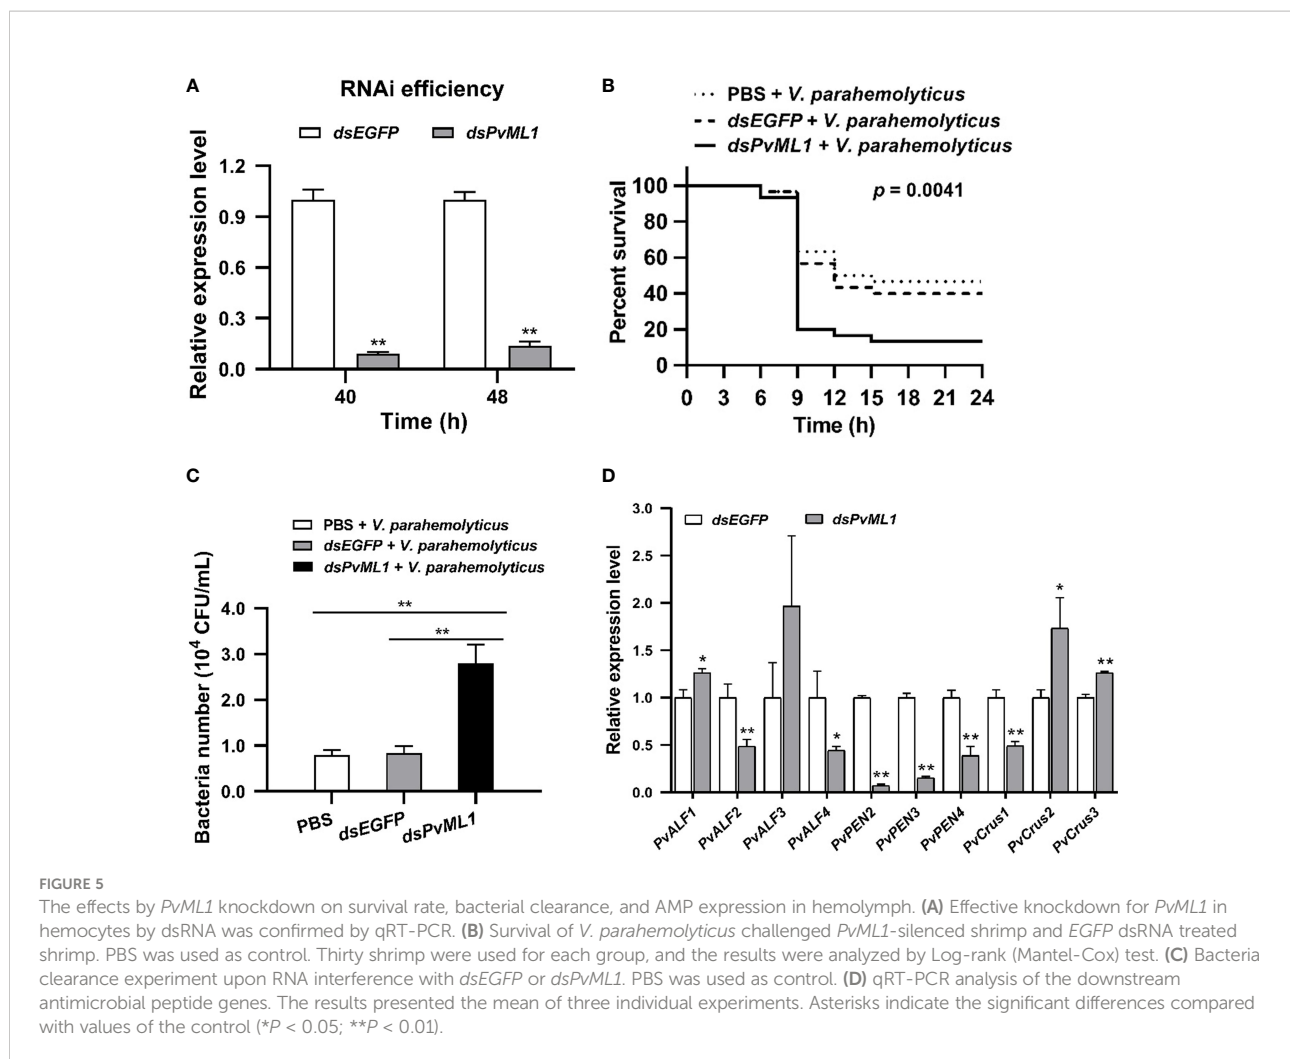 A
RNAi efficiency
dsEGFP
dsPvML1
Relative expression level
1.2
0.9
0.6
0.3
0.0
**
**
40
48
Time (h)
B
PBS + V. parahemolyticus
dsEGFP + V. parahemolyticus
dsPvML1 + V. parahemolyticus
p = 0.0041
Percent survival
100
80
60
40
20
0
0 3 6 9 12 15 18 21 24
Time (h)
C
PBS + V. parahemolyticus
dsEGFP + V. parahemolyticus
dsPvML1 + V. parahemolyticus
Bacteria number (10⁴ CFU/mL)
4.0
3.0
2.0
1.0
0.0
**
**
PBS
dsEGFP
dsPvML1
D
dsEGFP
dsPvML1
Relative expression level
3.0
2.5
2.0
1.5
1.0
0.5
0.0
*
**
*
**
**
**
**
*
**
PvALF1
PvALF2
PvALF3
PvALF4
PvPEN2
PvPEN3
PvPEN4
PvCrus1
PvCrus2
PvCrus3
FIGURE 5
The effects by PvML1 knockdown on survival rate, bacterial clearance, and AMP expression in hemolymph. (A) Effective knockdown for PvML1 in
hemocytes by dsRNA was confirmed by qRT-PCR. (B) Survival of V. parahemolyticus challenged PvML1-silenced shrimp and EGFP dsRNA treated
shrimp. PBS was used as control. Thirty shrimp were used for each group, and the results were analyzed by Log-rank (Mantel-Cox) test. (C) Bacteria
clearance experiment upon RNA interference with dsEGFP or dsPvML1. PBS was used as control. (D) qRT-PCR analysis of the downstream
antimicrobial peptide genes. The results presented the mean of three individual experiments. Asterisks indicate the significant differences compared
with values of the control (*P < 0.05; **P < 0.01).